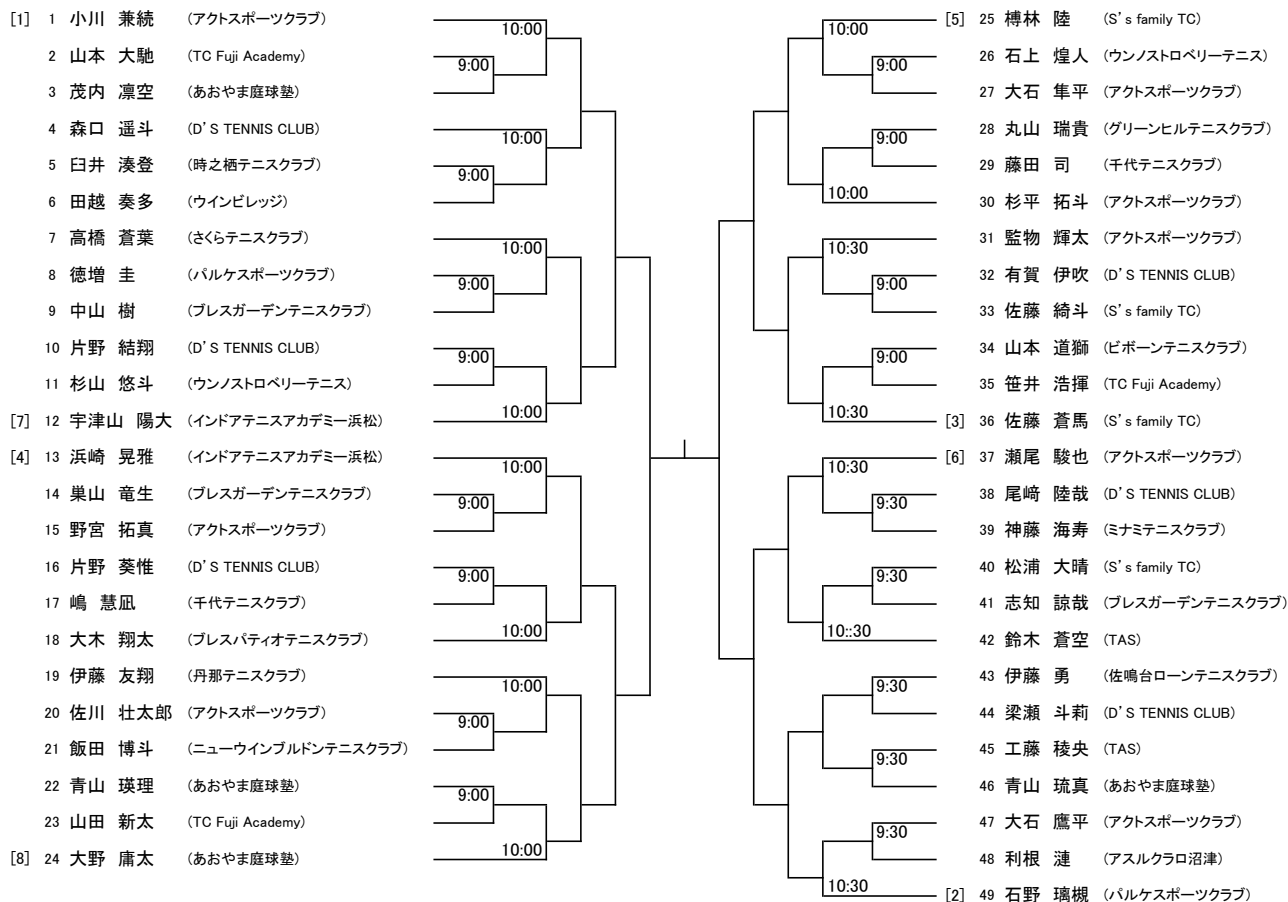 [1] 1 小川 兼続 (アクトスポーツクラブ) 10:00
2 山本 大馳 (TC Fuji Academy) 9:00
3 茂内 凛空 (あおやま庭球塾)
4 森口 遥斗 (D'S TENNIS CLUB) 10:00
5 臼井 湊登 (時之栖テニスクラブ) 9:00
6 田越 奏多 (ウインビレッジ)
7 高橋 蒼葉 (さくらテニスクラブ) 10:00
8 徳増 圭 (パルケスポーツクラブ) 9:00
9 中山 樹 (ブレスガーデンテニスクラブ)
10 片野 結翔 (D'S TENNIS CLUB) 9:00
11 杉山 悠斗 (ウンノストロベリーテニス)
[7] 12 宇津山 陽大 (インドアテニスアカデミー浜松) 10:00
[4] 13 浜崎 晃雅 (インドアテニスアカデミー浜松) 10:00
14 巣山 竜生 (ブレスガーデンテニスクラブ) 9:00
15 野宮 拓真 (アクトスポーツクラブ)
16 片野 葵惟 (D'S TENNIS CLUB) 9:00
17 嶋 慧凪 (千代テニスクラブ)
18 大木 翔太 (ブレスパティオテニスクラブ) 10:00
19 伊藤 友翔 (丹那テニスクラブ) 10:00
20 佐川 壮太郎 (アクトスポーツクラブ) 9:00
21 飯田 博斗 (ニューウインブルドンテニスクラブ)
22 青山 瑛理 (あおやま庭球塾) 9:00
23 山田 新太 (TC Fuji Academy)
[8] 24 大野 庸太 (あおやま庭球塾) 10:00
10:00 [5] 25 榑林 陸 (S's family TC)
9:00 26 石上 煌人 (ウンノストロベリーテニス)
27 大石 隼平 (アクトスポーツクラブ)
9:00 28 丸山 瑞貴 (グリーンヒルテニスクラブ)
29 藤田 司 (千代テニスクラブ)
10:00 30 杉平 拓斗 (アクトスポーツクラブ)
10:30 31 監物 輝太 (アクトスポーツクラブ)
9:00 32 有賀 伊吹 (D'S TENNIS CLUB)
33 佐藤 綺斗 (S's family TC)
9:00 34 山本 道獅 (ビボーンテニスクラブ)
35 笹井 浩揮 (TC Fuji Academy)
10:30 [3] 36 佐藤 蒼馬 (S's family TC)
10:30 [6] 37 瀬尾 駿也 (アクトスポーツクラブ)
9:30 38 尾﨑 陸哉 (D'S TENNIS CLUB)
39 神藤 海寿 (ミナミテニスクラブ)
9:30 40 松浦 大晴 (S's family TC)
41 志知 諒哉 (ブレスガーデンテニスクラブ)
10::30 42 鈴木 蒼空 (TAS)
9:30 43 伊藤 勇 (佐鳴台ローンテニスクラブ)
44 梁瀬 斗莉 (D'S TENNIS CLUB)
9:30 45 工藤 稜央 (TAS)
46 青山 琉真 (あおやま庭球塾)
9:30 47 大石 鷹平 (アクトスポーツクラブ)
48 利根 漣 (アスルクラロ沼津)
10:30 [2] 49 石野 璃槻 (パルケスポーツクラブ)